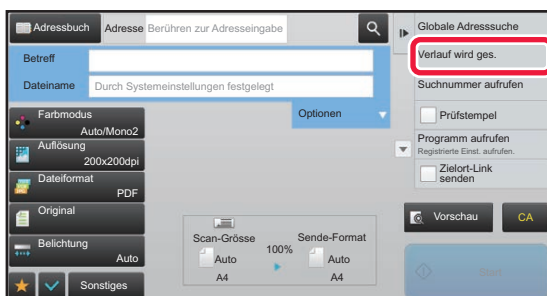 Adressbuch
Adresse
Berühren zur Adresseingabe
Betreff
Dateiname
Durch Systemeinstellungen festgelegt
Optionen
Farbmodus
Auto/Mono2
Auflösung
200x200dpi
Dateiformat
PDF
Original
Belichtung
Auto
Sonstiges
Scan-Grösse
Auto
A4
100%
Sende-Format
Auto
A4
Globale Adresssuche
Verlauf wird ges.
Suchnummer aufrufen
Prüfstempel
Programm aufrufen
Registrierte Einst. aufrufen.
Zielort-Link
senden
Vorschau
CA
Start